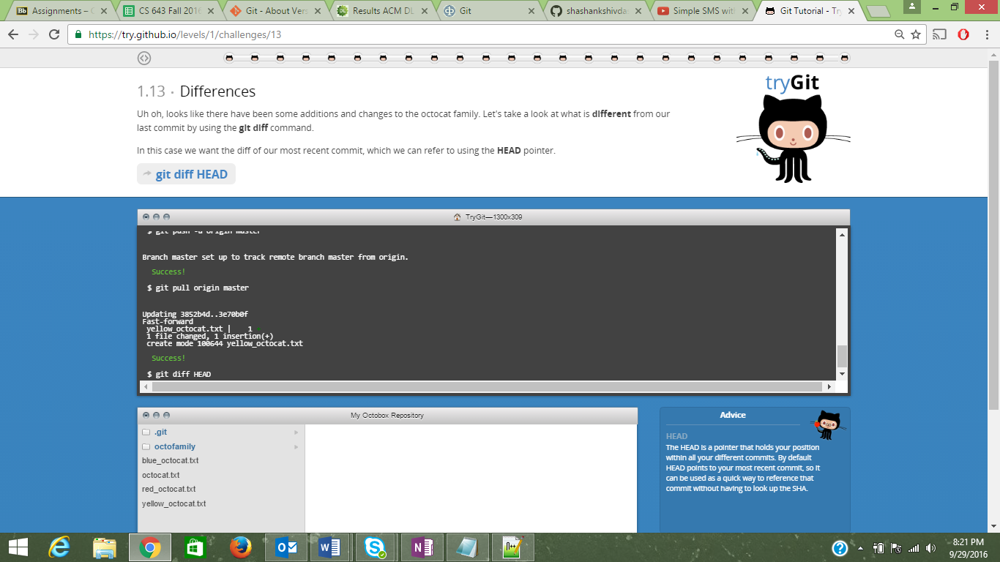 Assignments – C
CS 643 Fall 2016
Git - About Vers
Results ACM DL
Git
shashankshivdas
Simple SMS with
Git Tutorial - Try
https://try.github.io/levels/1/challenges/13
1.13 · Differences
tryGit
Uh oh, looks like there have been some additions and changes to the octocat family. Let's take a look at what is different from our
last commit by using the git diff command.
In this case we want the diff of our most recent commit, which we can refer to using the HEAD pointer.
git diff HEAD
TryGit—1300x309
$ git push -u origin master
Branch master set up to track remote branch master from origin.
Success!
$ git pull origin master
Updating 3852b4d..3e70b0f
Fast-forward
yellow_octocat.txt | 1
1 file changed, 1 insertion(+)
create mode 100644 yellow_octocat.txt
Success!
$ git diff HEAD
My Octobox Repository
.git
octofamily
blue_octocat.txt
octocat.txt
red_octocat.txt
yellow_octocat.txt
Advice
HEAD
The HEAD is a pointer that holds your position
within all your different commits. By default
HEAD points to your most recent commit, so it
can be used as a quick way to reference that
commit without having to look up the SHA.
8:21 PM
9/29/2016